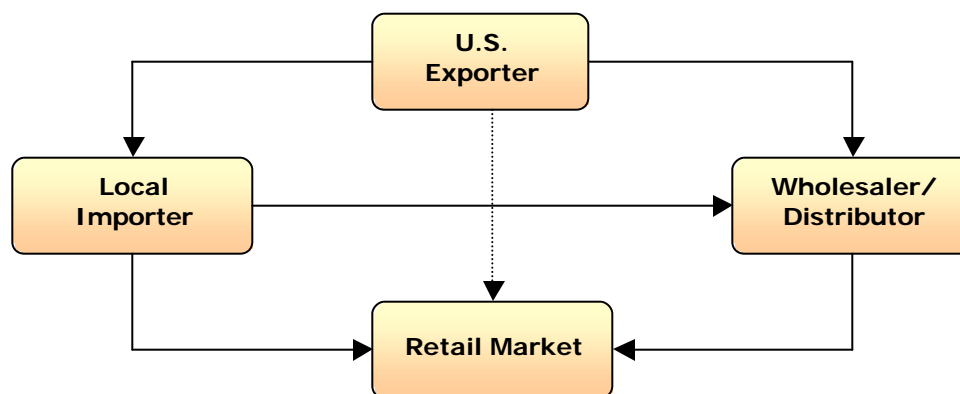 U.S.
Exporter
Local
Importer
Wholesaler/
Distributor
Retail Market